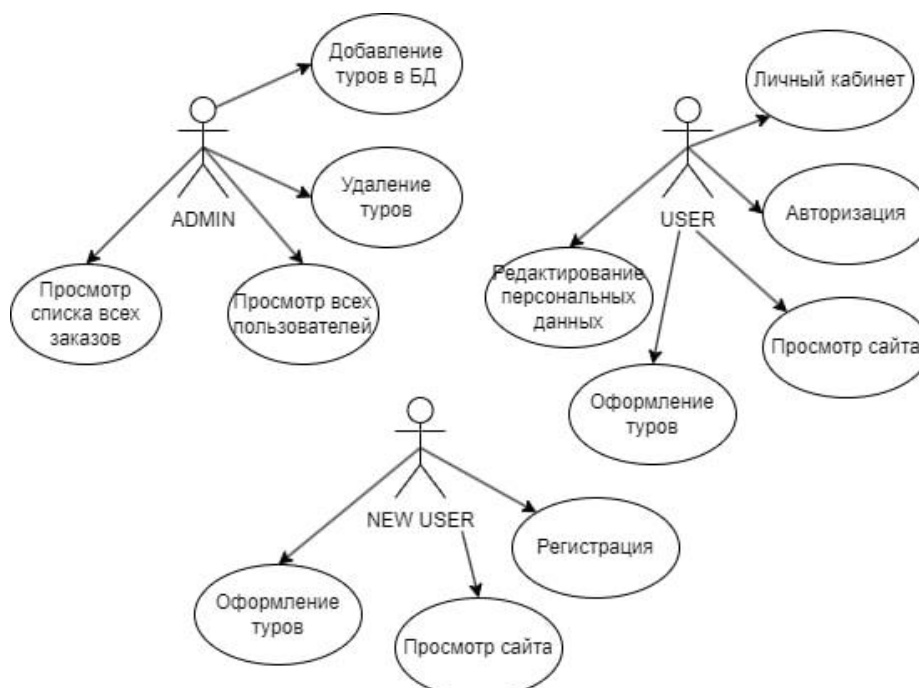 Добавление
туров в БД
ADMIN
Удаление
туров
Просмотр
списка всех
заказов
Просмотр всех
пользователей
Личный кабинет
USER
Авторизация
Редактирование
персональных
данных
Просмотр сайта
Оформление
туров
NEW USER
Регистрация
Оформление
туров
Просмотр сайта